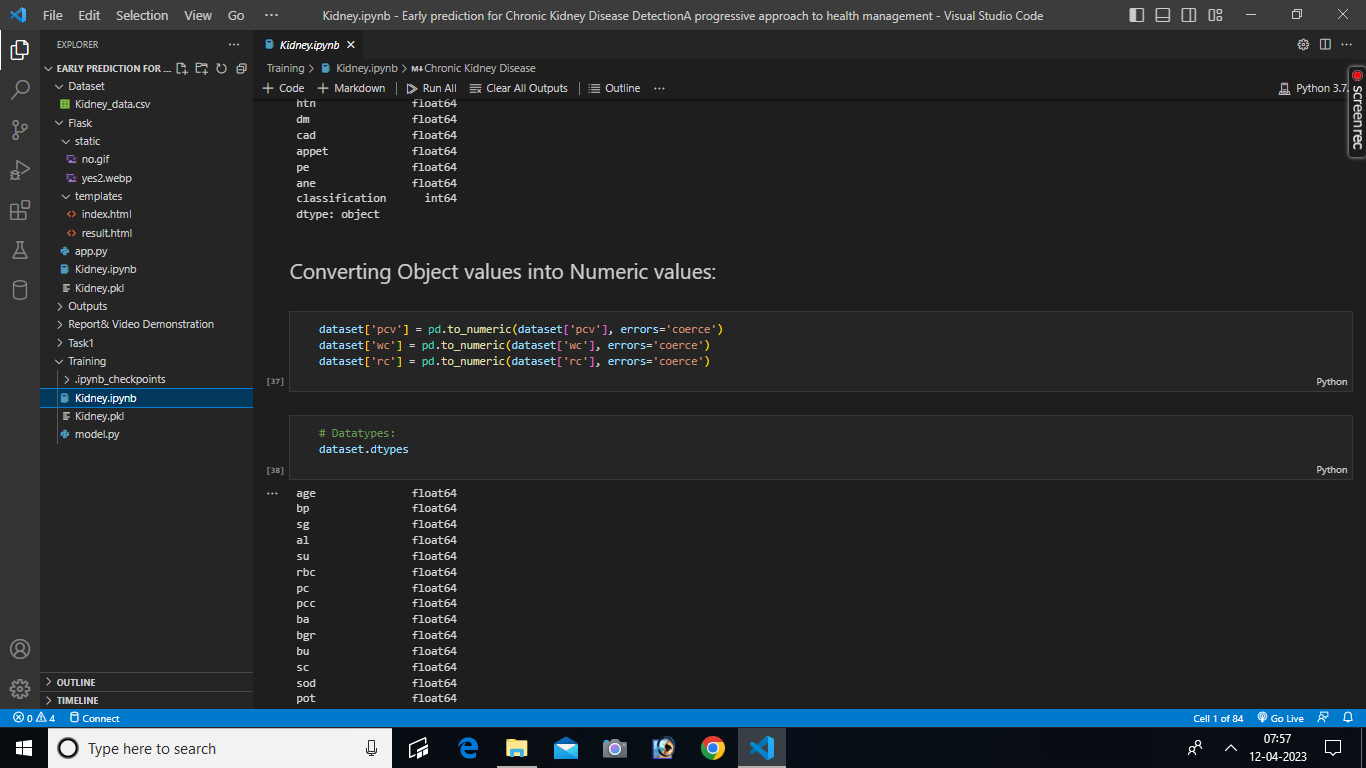 File Edit Selection View Go ··· Kidney.ipynb - Early prediction for Chronic Kidney Disease DetectionA progressive approach to health management - Visual Studio Code
EXPLORER ···
EARLY PREDICTION FOR ...
Dataset
Kidney_data.csv
Flask
static
no.gif
yes2.webp
templates
index.html
result.html
app.py
Kidney.ipynb
Kidney.pkl
Outputs
Report& Video Demonstration
Task1
Training
.ipynb_checkpoints
Kidney.ipynb
Kidney.pkl
model.py
OUTLINE
TIMELINE
Kidney.ipynb
Training > Kidney.ipynb > M↓Chronic Kidney Disease
+ Code + Markdown Run All Clear All Outputs Outline ··· Python 3.7.
screenrec
htn float64
dm float64
cad float64
appet float64
pe float64
ane float64
classification int64
dtype: object
Converting Object values into Numeric values:
dataset['pcv'] = pd.to_numeric(dataset['pcv'], errors='coerce')
dataset['wc'] = pd.to_numeric(dataset['wc'], errors='coerce')
dataset['rc'] = pd.to_numeric(dataset['rc'], errors='coerce')
[37] Python
# Datatypes:
dataset.dtypes
[38] Python
··· age float64
bp float64
sg float64
al float64
su float64
rbc float64
pc float64
pcc float64
ba float64
bgr float64
bu float64
sc float64
sod float64
pot float64
0 4 Connect Cell 1 of 84 Go Live
Type here to search 07:57
12-04-2023